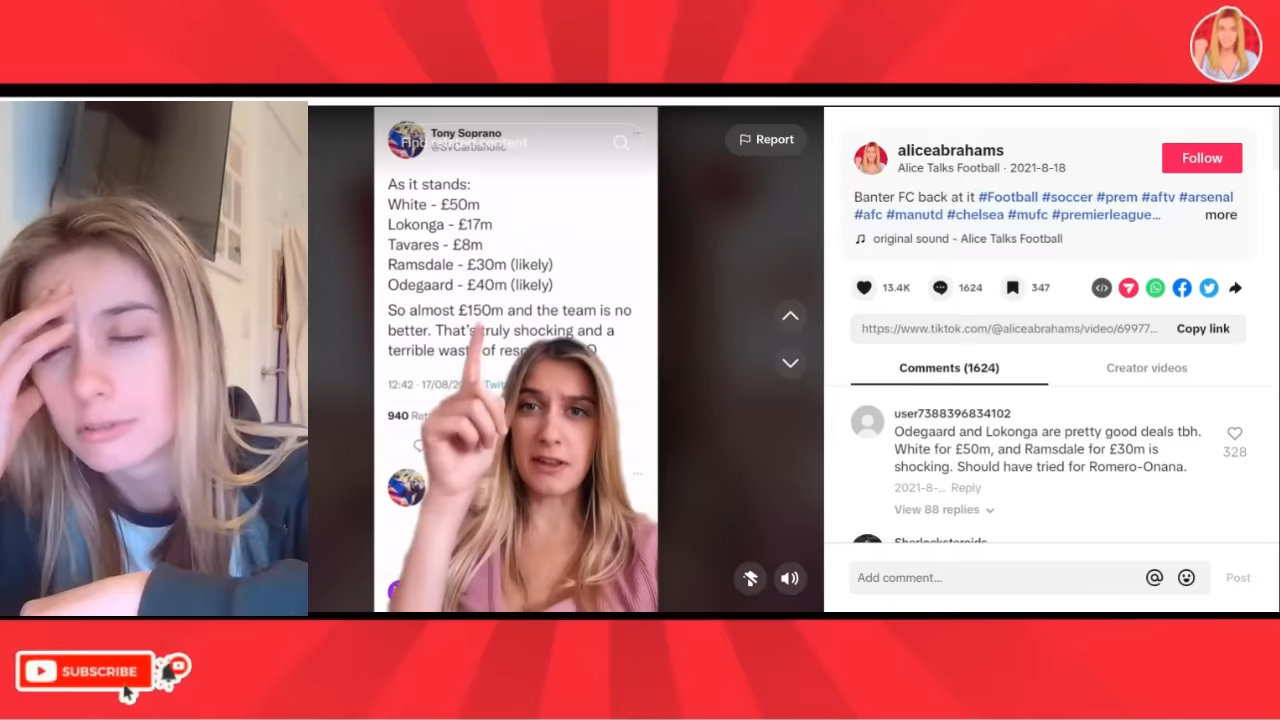 Tony Soprano
Find related content
Report
As it stands:
White - £50m
Lokonga - £17m
Tavares - £8m
Ramsdale - £30m (likely)
Odegaard - £40m (likely)
So almost £150m and the team is no
better. That's truly shocking and a
terrible waste of
12:42 · 17/08/
940
aliceabrahams
Alice Talks Football · 2021-8-18
Follow
Banter FC back at it #Football #soccer #prem #aftv #arsenal
#afc #manutd #chelsea #mufc #premierleague...
more
original sound - Alice Talks Football
13.4K
1624
347
https://www.tiktok.com/@aliceabrahams/video/69977...
Copy link
Comments (1624)
Creator videos
user7388396834102
Odegaard and Lokonga are pretty good deals tbh.
White for £50m, and Ramsdale for £30m is
shocking. Should have tried for Romero-Onana.
328
2021-8-... Reply
View 88 replies
Add comment...
Post
SUBSCRIBE